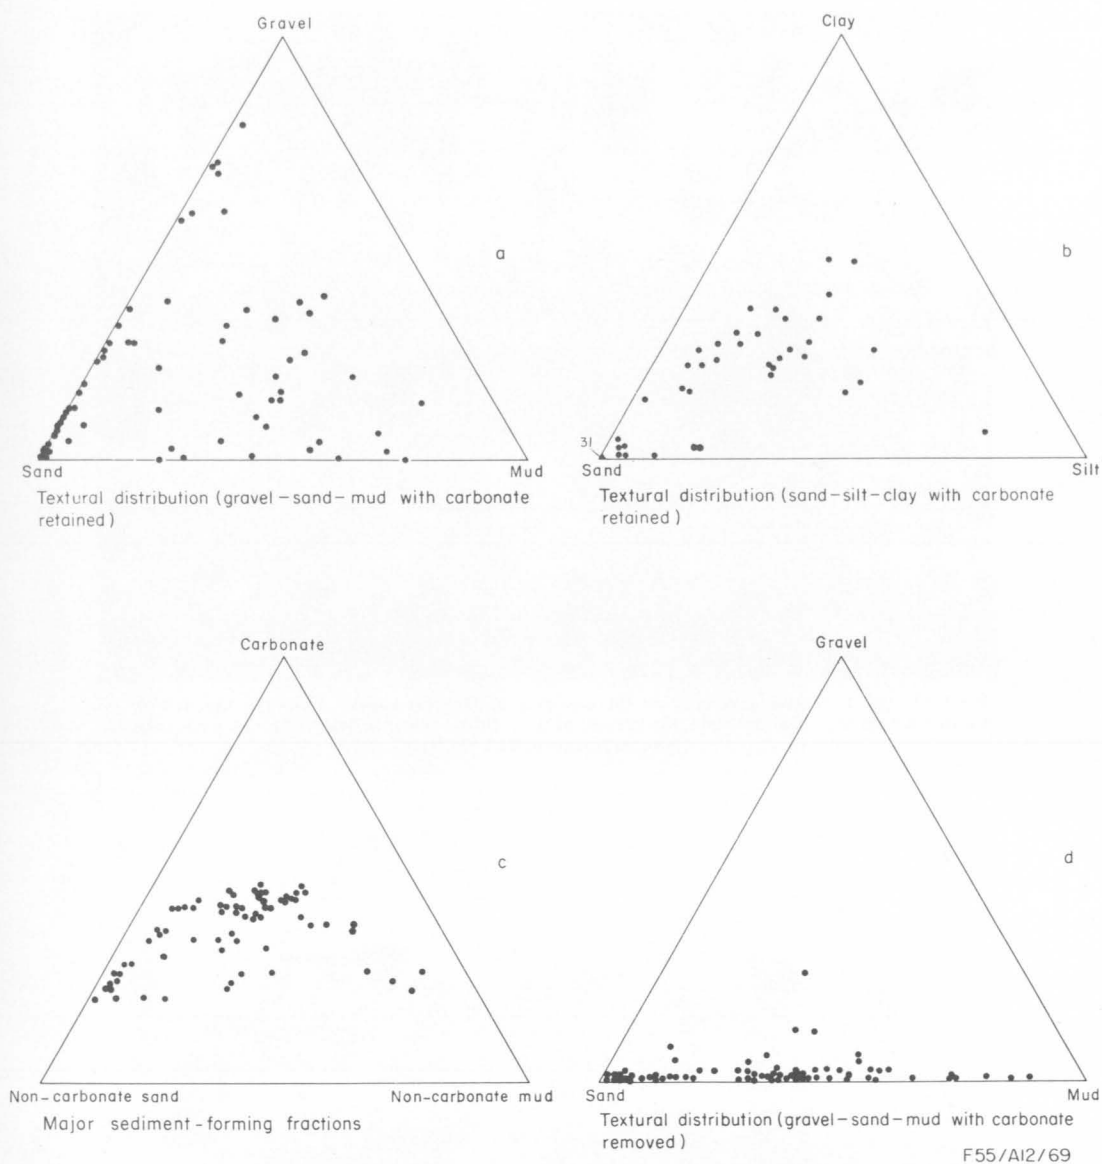 Gravel
a
Sand
Mud
Textural distribution (gravel-sand-mud with carbonate
retained)
Clay
b
31
Sand
Silt
Textural distribution (sand-silt-clay with carbonate
retained)
Carbonate
c
Non-carbonate sand
Non-carbonate mud
Major sediment-forming fractions
Gravel
d
Sand
Mud
Textural distribution (gravel-sand-mud with carbonate
removed)
F55/A12/69